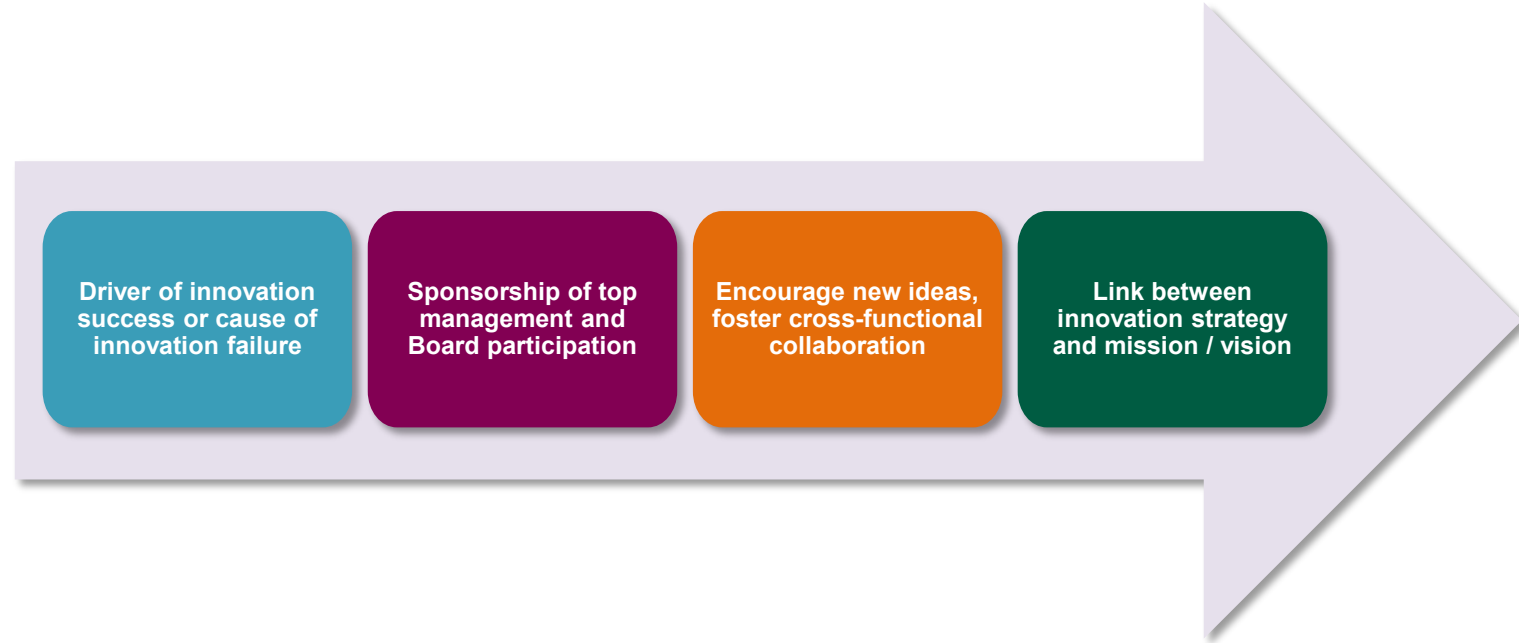 Driver of innovation
success or cause of
innovation failure
Sponsorship of top
management and
Board participation
Encourage new ideas,
foster cross-functional
collaboration
Link between
innovation strategy
and mission / vision